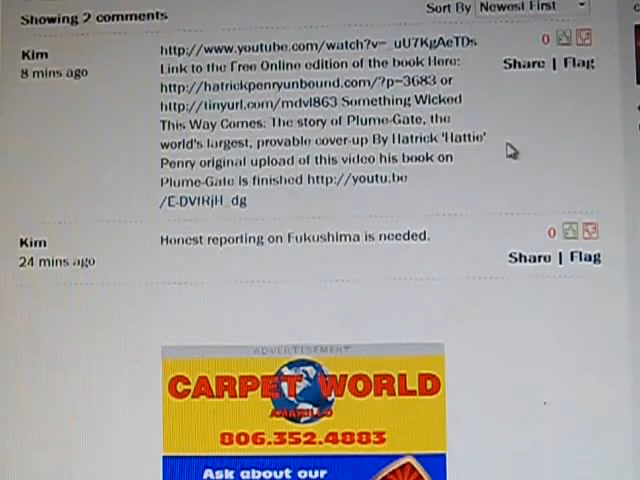 Showing 2 comments
Sort By Newest First
Kim
8 mins ago
http://www.youtube.com/watch?v=_uU7KgAeTDs
Link to the Free Online edition of the book Here:
http://hatrickpenryunbound.com/?p=3683 or
http://tinyurl.com/mdvl863 Something Wicked
This Way Comes: The story of Plume-Gate, the
world's largest, provable cover-up By Hatrick 'Hattie'
Penry original upload of this video his book on
Plume-Gate is finished http://youtu.be
0
Share | Flag
Kim
24 mins ago
Honest reporting on Fukushima is needed.
0
Share | Flag
ADVERTISEMENT
CARPET WORLD
AMARILLO
806.352.4883
Ask about our